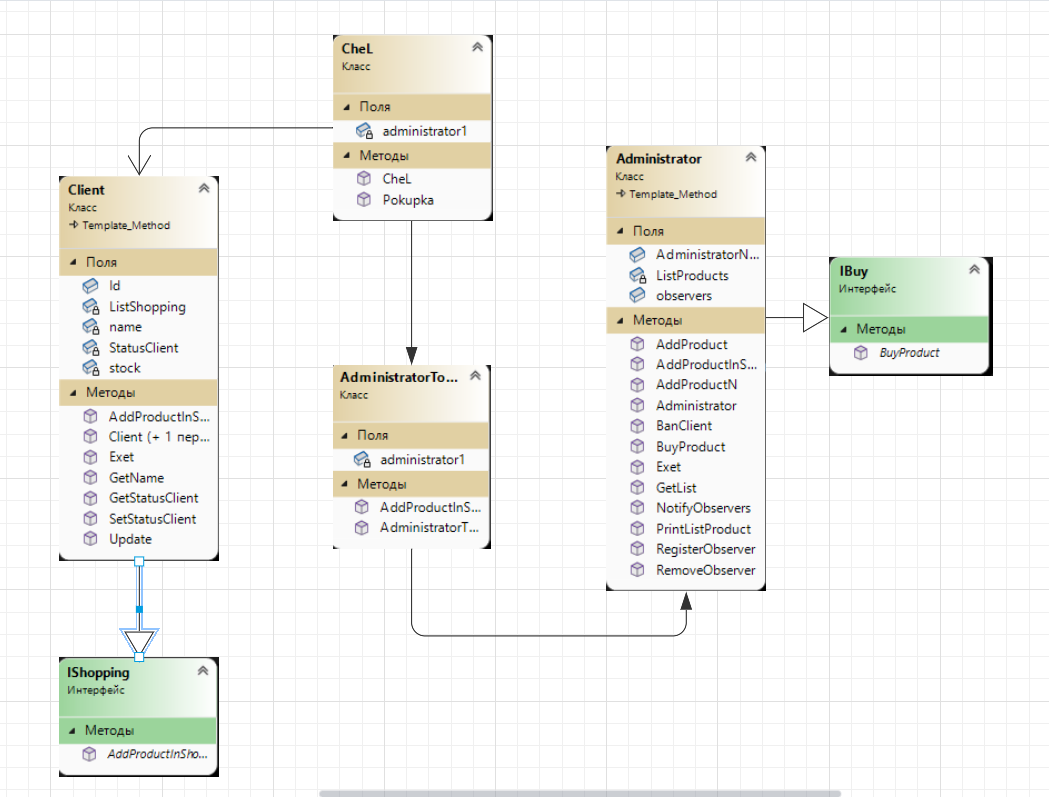 CheL
Класс
Поля
administrator1
Методы
CheL
Pokupka
Client
Класс
Template_Method
Поля
Id
ListShopping
name
StatusClient
stock
Методы
AddProductInS...
Client (+ 1 пер...
Exet
GetName
GetStatusClient
SetStatusClient
Update
IShopping
Интерфейс
Методы
AddProductInSho...
AdministratorTo...
Класс
Поля
administrator1
Методы
AddProductInS...
AdministratorT...
Administrator
Класс
Template_Method
Поля
AdministratorN...
ListProducts
observers
Методы
AddProduct
AddProductInS...
AddProductN
Administrator
BanClient
BuyProduct
Exet
GetList
NotifyObservers
PrintListProduct
RegisterObserver
RemoveObserver
IBuy
Интерфейс
Методы
BuyProduct